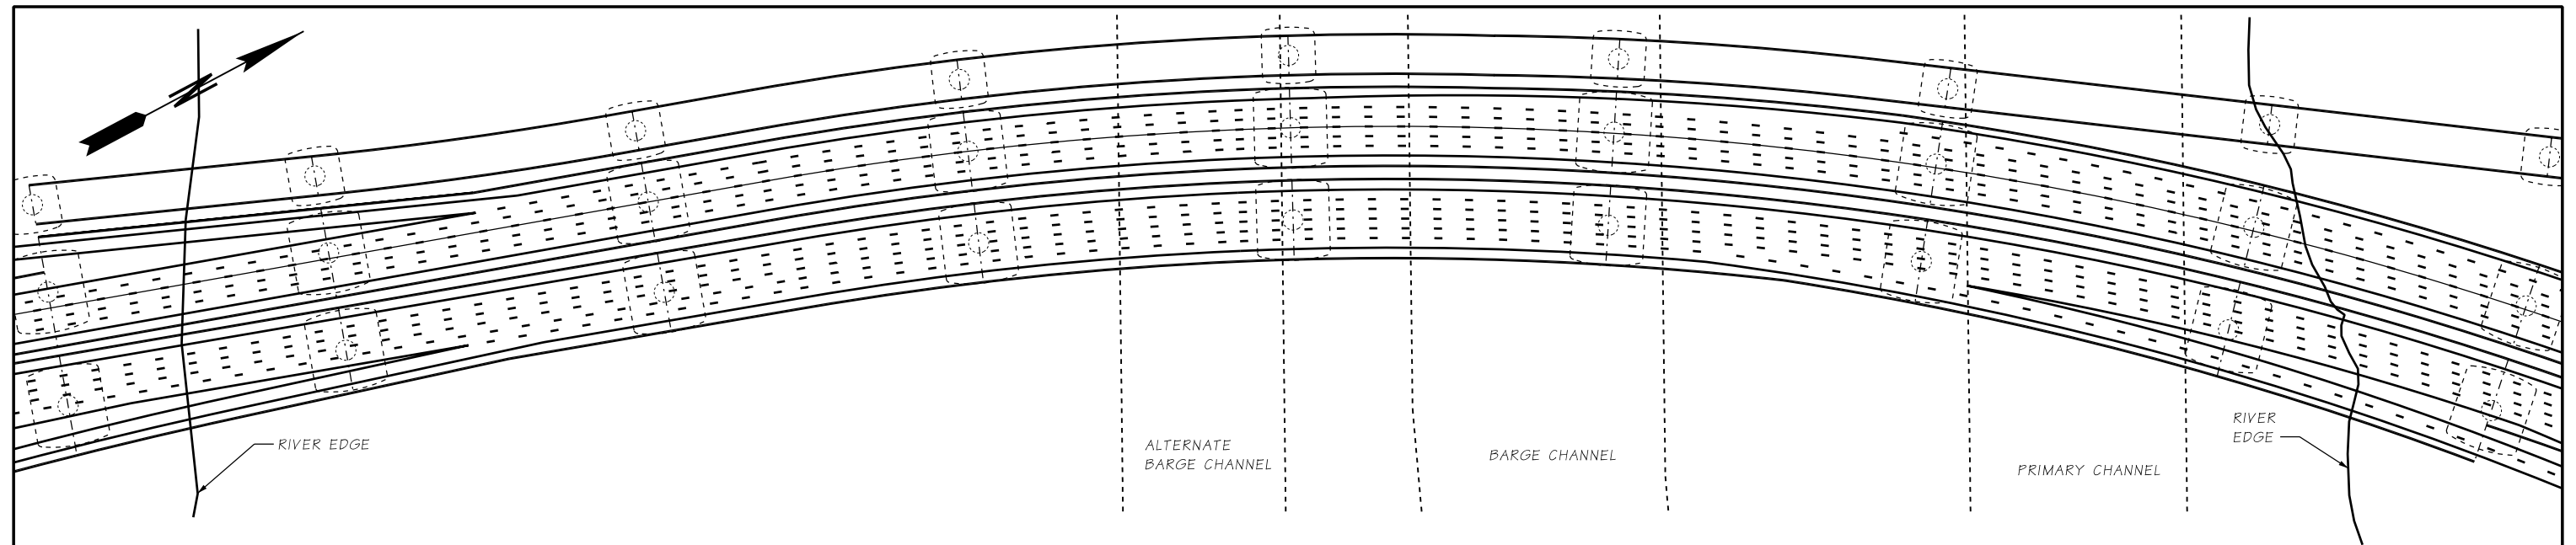 RIVER EDGE
ALTERNATE
BARGE CHANNEL
BARGE CHANNEL
PRIMARY CHANNEL
RIVER
EDGE